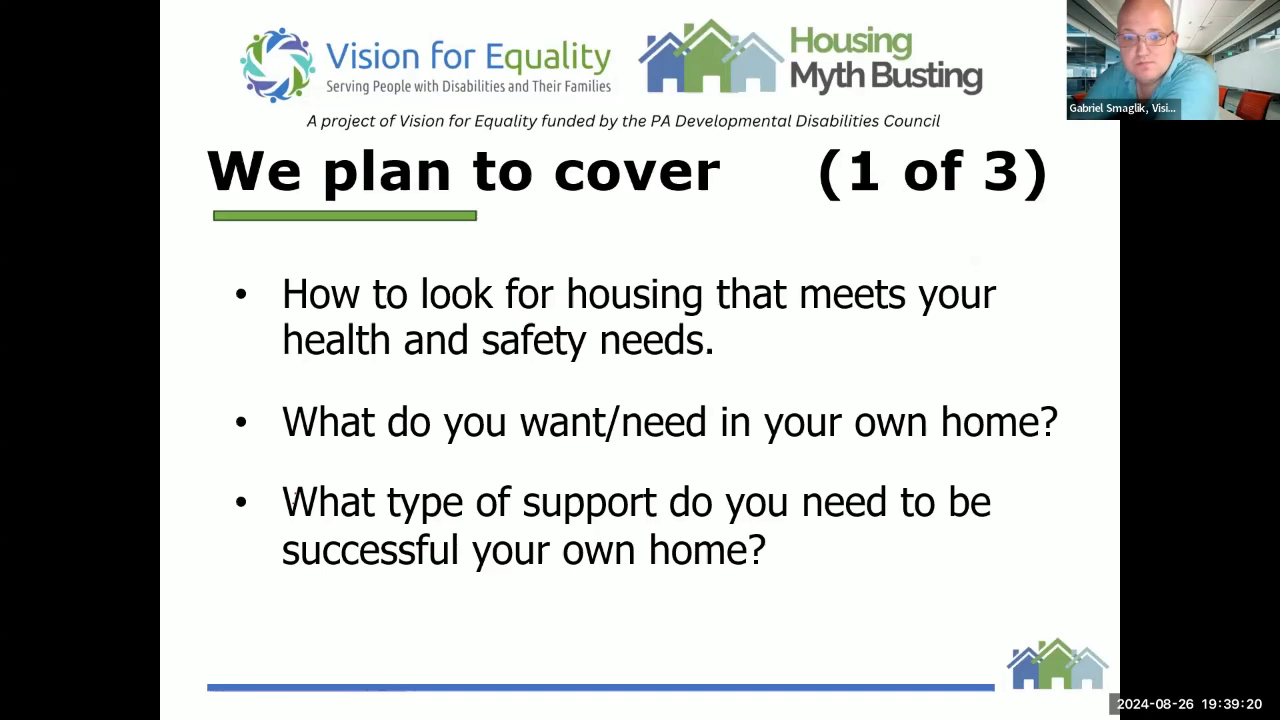 Vision for Equality
Serving People with Disabilities and Their Families
Housing
Myth Busting
Gabriel Smaglik, Visi...
A project of Vision for Equality funded by the PA Developmental Disabilities Council
We plan to cover (1 of 3)
• How to look for housing that meets your
health and safety needs.
• What do you want/need in your own home?
• What type of support do you need to be
successful your own home?
2024-08-26 19:39:20